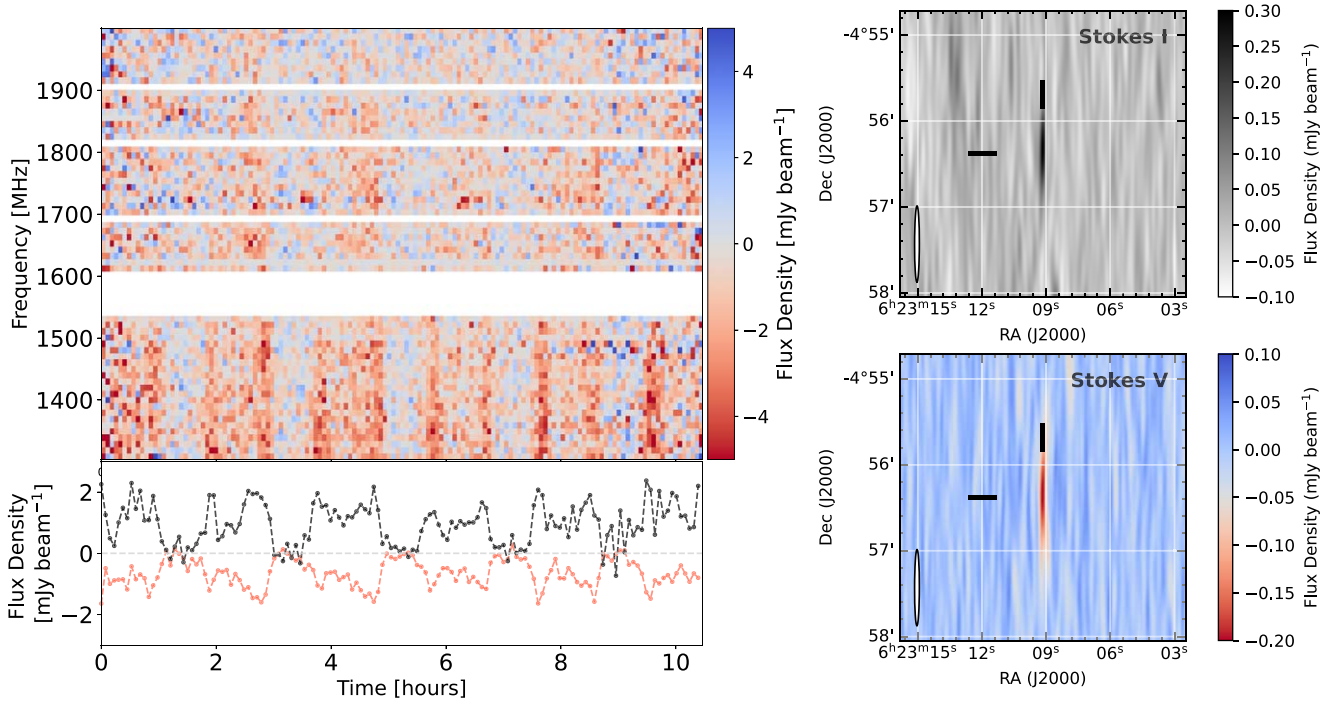 Frequency [MHz]
1900
1800
1700
1600
1500
1400
4
2
0
−2
−4
Flux Density [mJy beam−1]
Flux Density
[mJy beam−1]
2
0
−2
0
2
4
6
8
10
Time [hours]
Stokes I
Dec (J2000)
-4°55'
56'
57'
58'
6h23m15s
12s
09s
06s
03s
RA (J2000)
0.30
0.25
0.20
0.15
0.10
0.05
0.00
−0.05
−0.10
Flux Density (mJy beam−1)
Stokes V
Dec (J2000)
-4°55'
56'
57'
58'
6h23m15s
12s
09s
06s
03s
RA (J2000)
0.10
0.05
0.00
−0.05
−0.10
−0.15
−0.20
Flux Density (mJy beam−1)